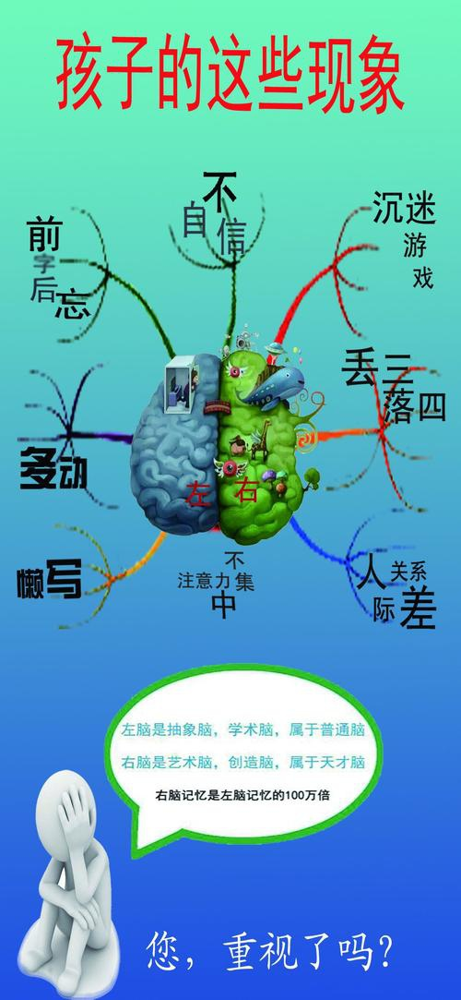 孩子的这些现象
不自信
前字后忘
沉迷游戏
丢三落四
多动
左 右
懒写
不
注意力集
中
人际关系差
左脑是抽象脑，学术脑，属于普通脑
右脑是艺术脑，创造脑，属于天才脑
右脑记忆是左脑记忆的100万倍
您，重视了吗？